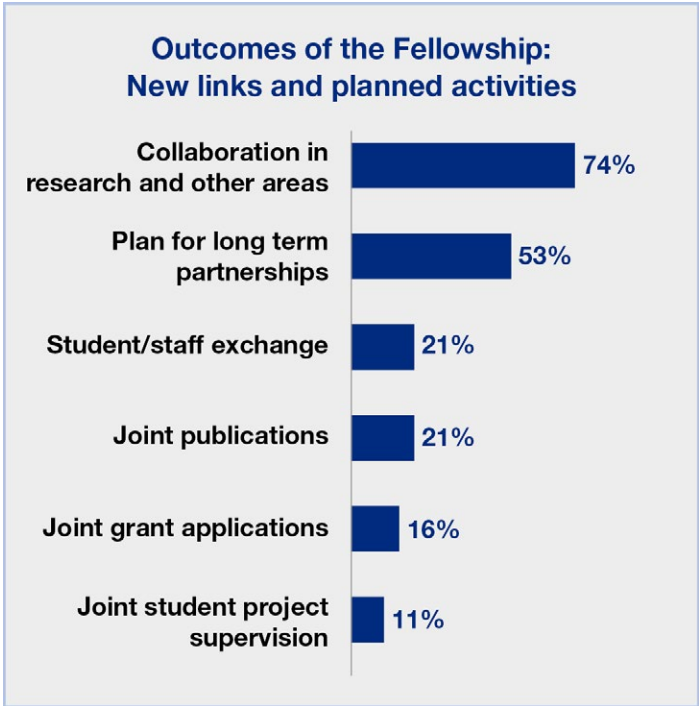 Outcomes of the Fellowship:
New links and planned activities
Collaboration in
research and other areas
74%
Plan for long term
partnerships
53%
Student/staff exchange
21%
Joint publications
21%
Joint grant applications
16%
Joint student project
supervision
11%